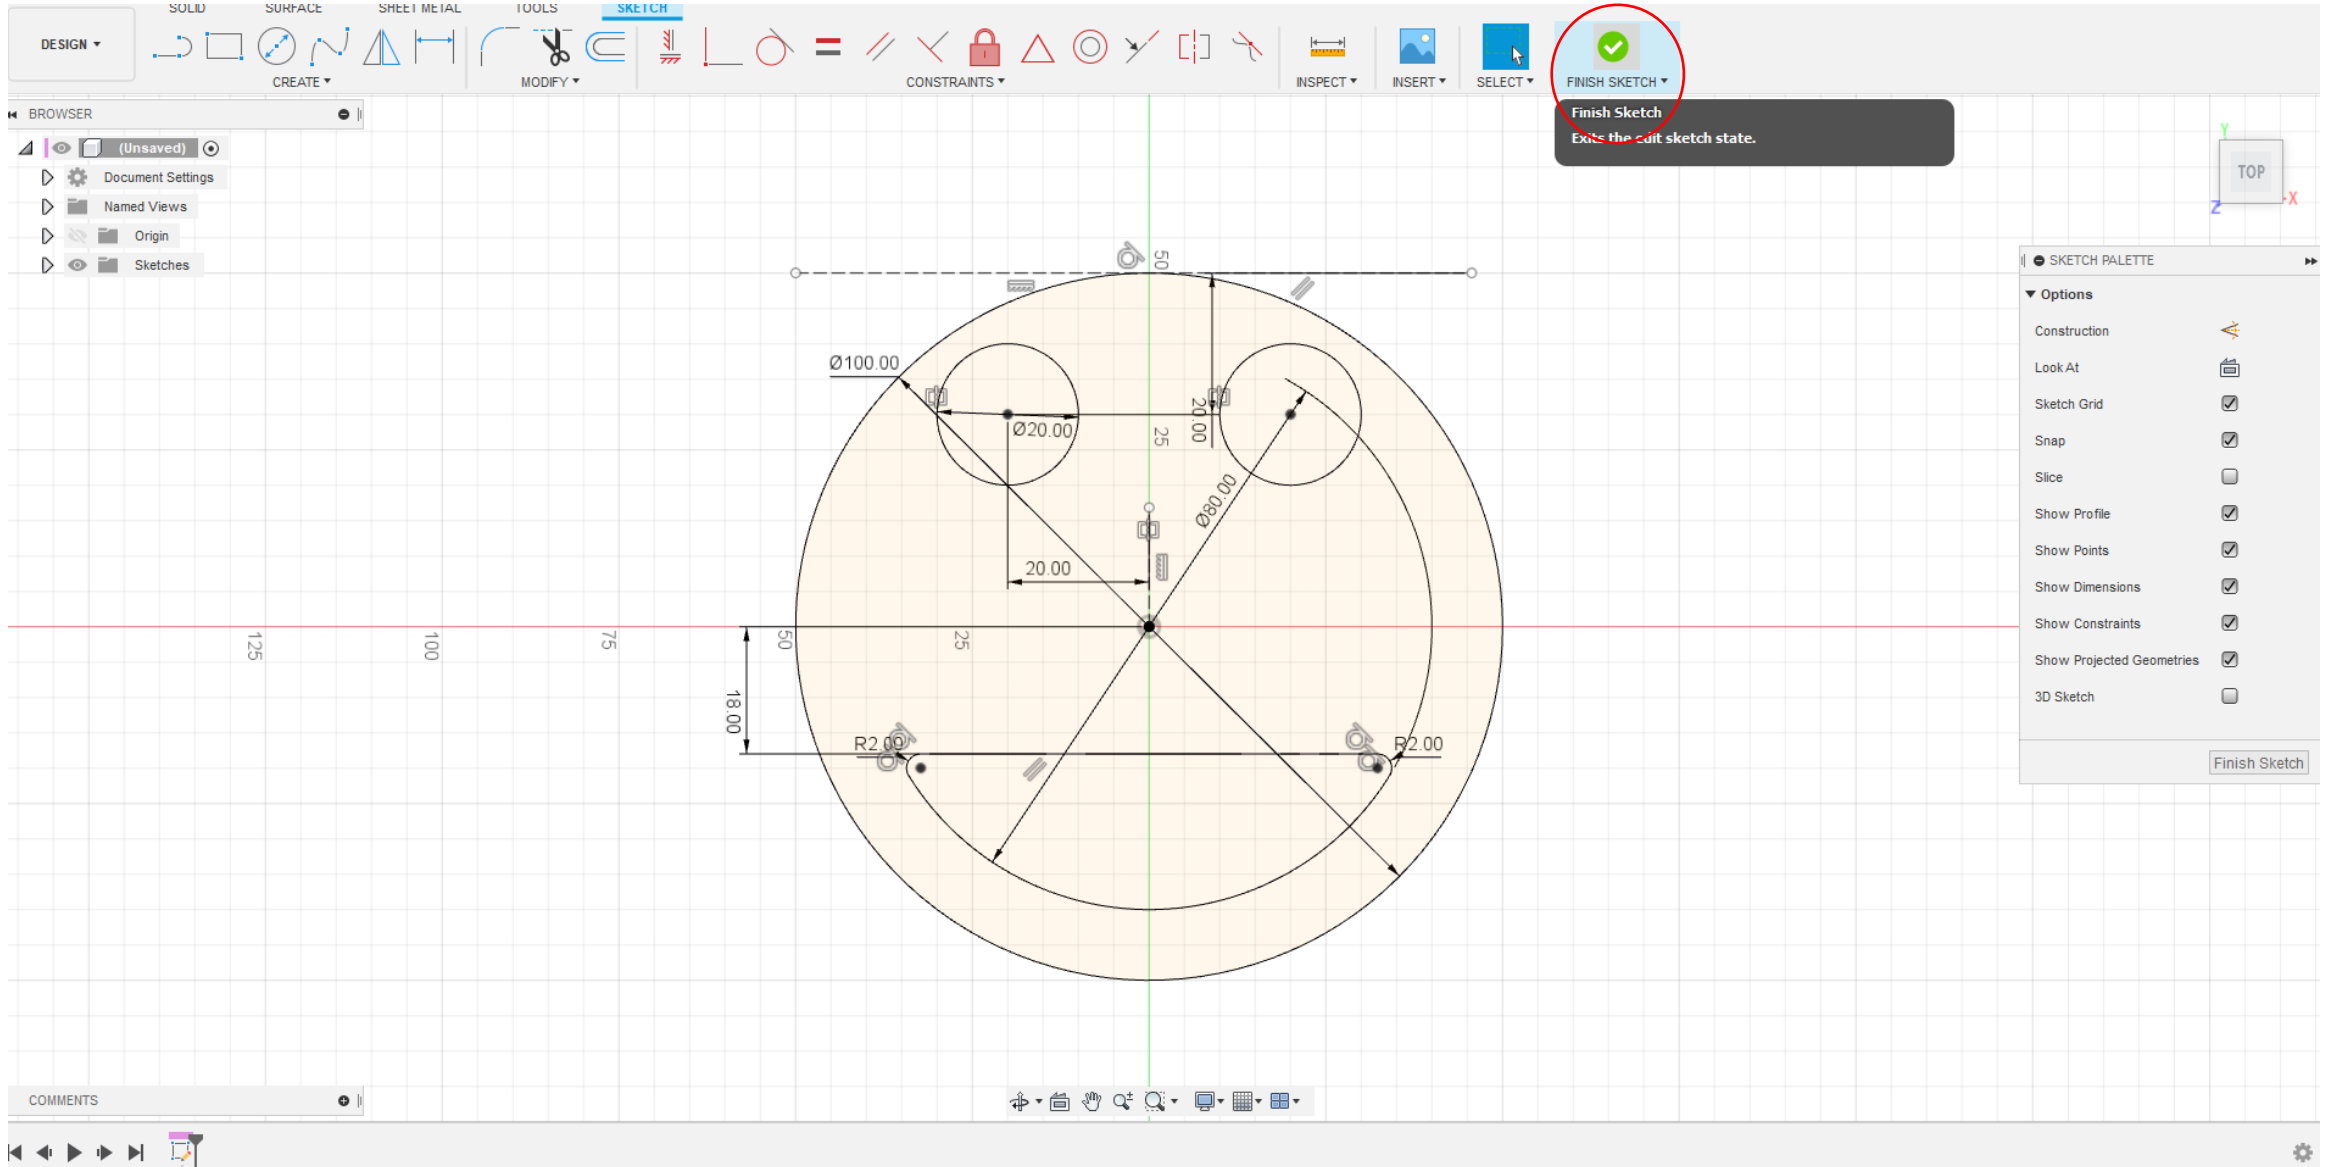 SOLID SURFACE SHEET METAL TOOLS SKETCH
DESIGN
CREATE MODIFY CONSTRAINTS INSPECT INSERT SELECT FINISH SKETCH
Finish Sketch
Exits the edit sketch state.
BROWSER
(Unsaved)
Document Settings
Named Views
Origin
Sketches
TOP
Y
X
Z
50
Ø100.00
Ø20.00
25
20.00
Ø80.00
20.00
125
100
75
50
25
18.00
R2.00
R2.00
SKETCH PALETTE
Options
Construction
Look At
Sketch Grid
Snap
Slice
Show Profile
Show Points
Show Dimensions
Show Constraints
Show Projected Geometries
3D Sketch
Finish Sketch
COMMENTS